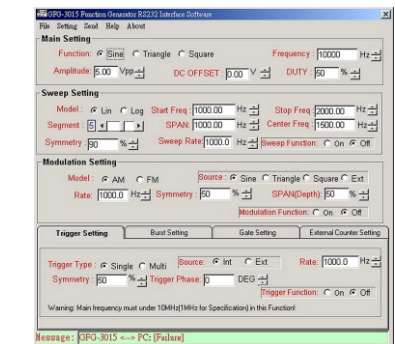 GFG-3015 Function Generator RS232 Interface Software
File Setting Send Help About
Main Setting
Function: Sine Triangle Square Frequency : 10000 Hz
Amplitude: 5.00 Vpp DC OFFSET : 0.00 V DUTY : 50 %
Sweep Setting
Model : Lin Log Start Freq : 1000.00 Hz Stop Freq : 2000.00 Hz
Segment : 5 SPAN: 1000.00 Hz Center Freq : 1500.00 Hz
Symmetry : 90 % Sweep Rate: 1000.0 Hz Sweep Function: On Off
Modulation Setting
Model : AM FM Source : Sine Triangle Square Ext
Rate: 1000.0 Hz Symmetry : 50 % SPAN(Depth): 50 %
Modulation Function: On Off
Trigger Setting Burst Setting Gate Setting External Counter Setting
Trigger Type : Single Multi Source: Int Ext Rate: 1000.0 Hz
Symmetry : 50 % Trigger Phase: 0 DEG
Trigger Function: On Off
Warning: Main frequency must under 10MHz(1MHz for Specification) in this Function!
Message: GFG-3015 <--> PC: [Failure]